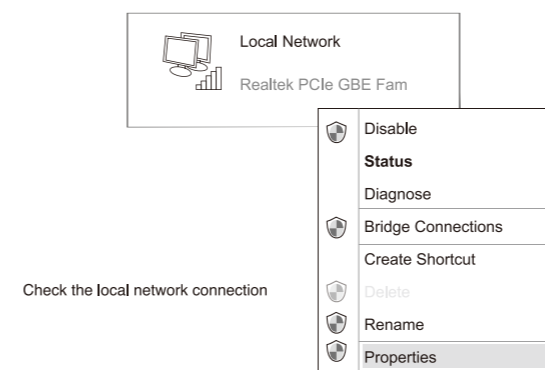 Local Network
Realtek PCIe GBE Fam
Disable
Status
Diagnose
Bridge Connections
Create Shortcut
Delete
Rename
Properties
Check the local network connection